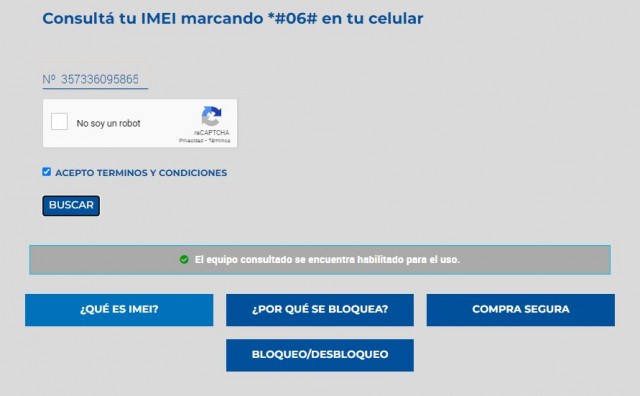 Consultá tu IMEI marcando *#06# en tu celular
Nº 357336095865
No soy un robot
reCAPTCHA
Privacidad - Términos
ACEPTO TERMINOS Y CONDICIONES
BUSCAR
El equipo consultado se encuentra habilitado para el uso.
¿QUÉ ES IMEI?
¿POR QUÉ SE BLOQUEA?
COMPRA SEGURA
BLOQUEO/DESBLOQUEO